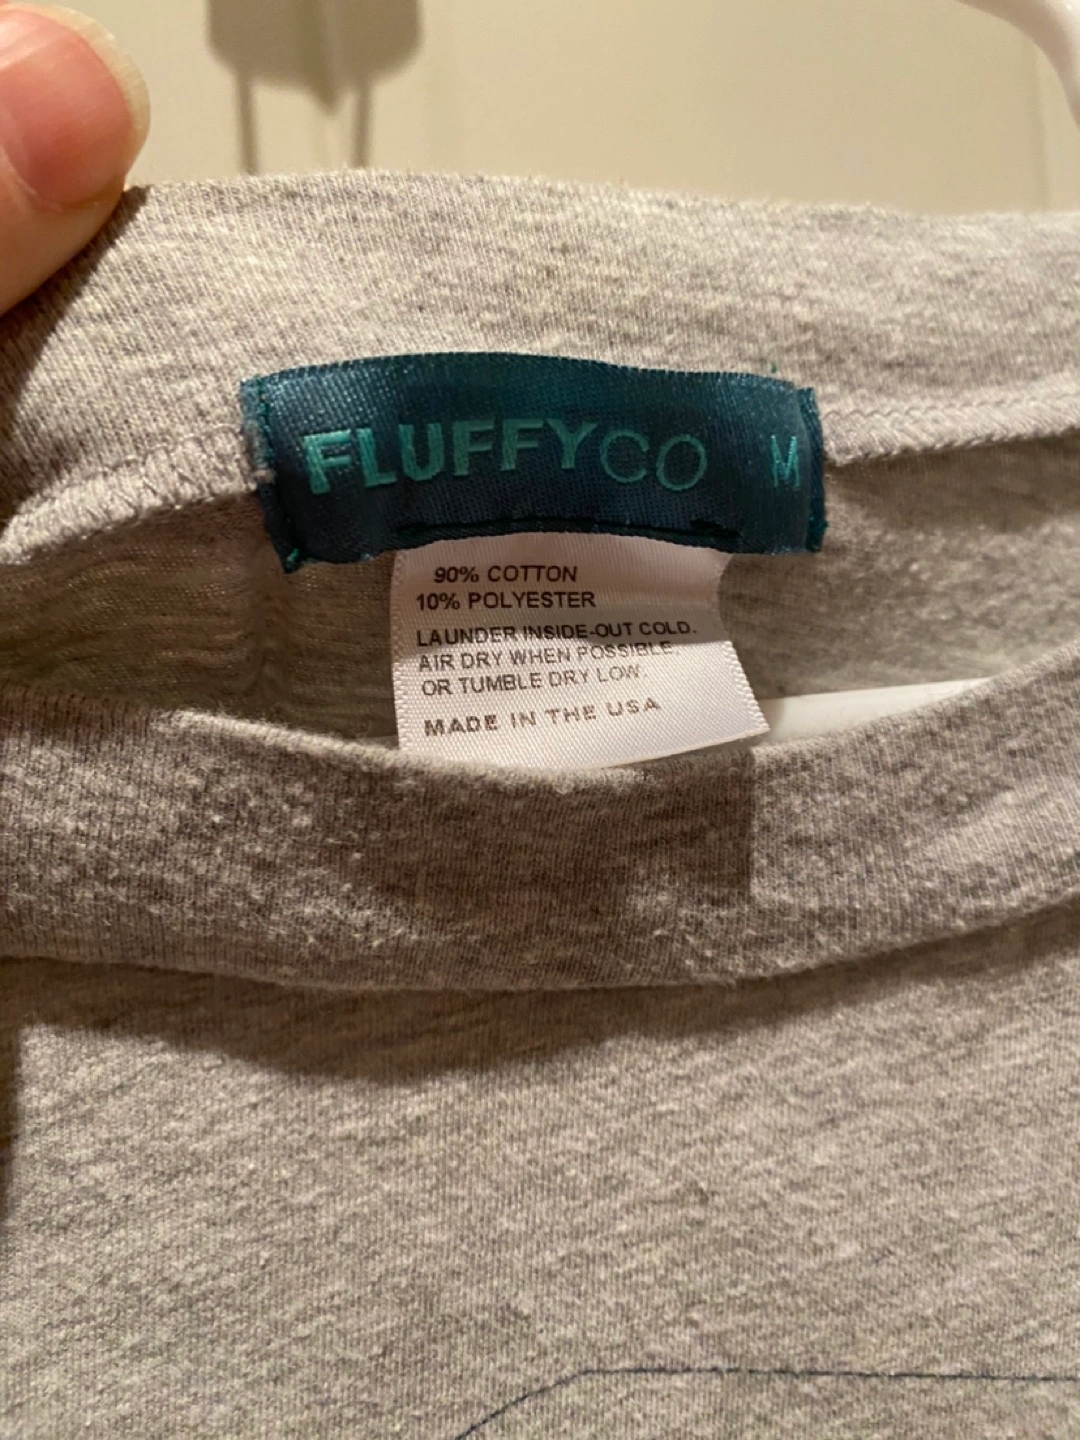 FLUFFYCO M
90% COTTON
10% POLYESTER
LAUNDER INSIDE-OUT COLD.
AIR DRY WHEN POSSIBLE
OR TUMBLE DRY LOW.
MADE IN THE USA